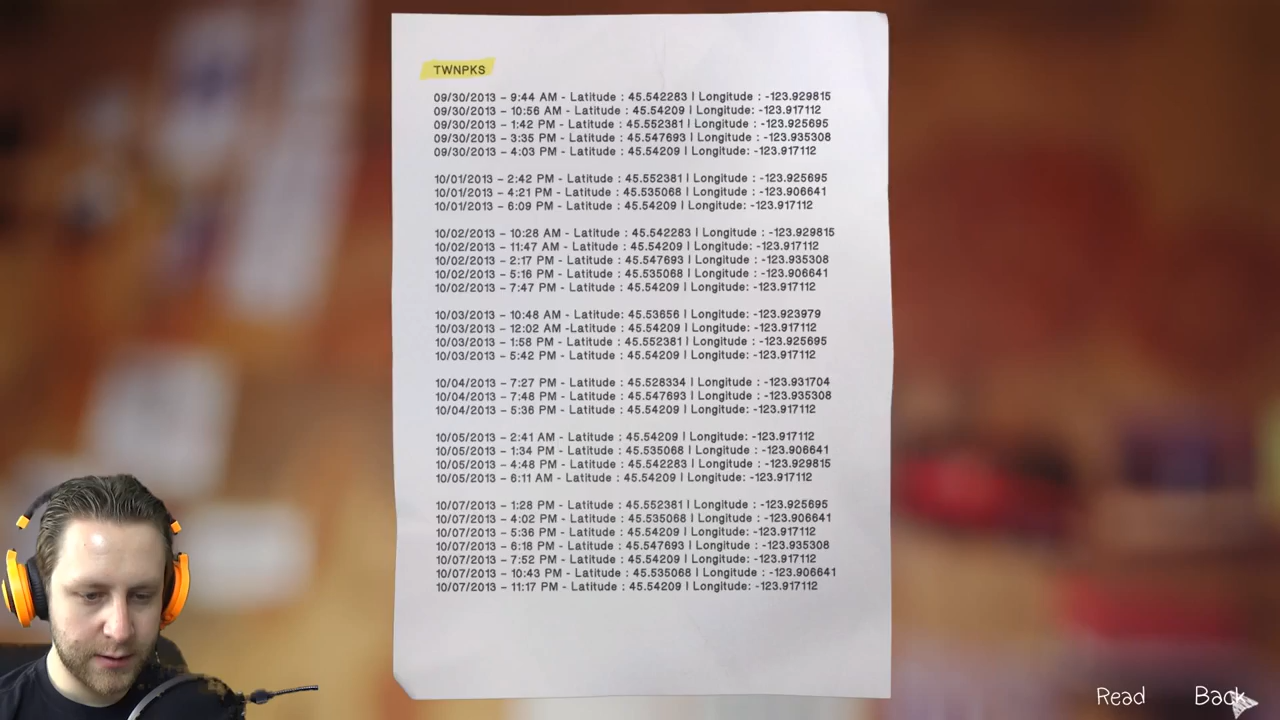 TWNPKS
09/30/2013 – 9:44 AM - Latitude : 45.542283 | Longitude : -123.929815
09/30/2013 – 10:56 AM - Latitude : 45.54209 | Longitude: -123.917112
09/30/2013 – 1:42 PM - Latitude : 45.552381 | Longitude : -123.925695
09/30/2013 – 3:35 PM - Latitude : 45.547693 | Longitude : -123.935308
09/30/2013 – 4:03 PM - Latitude : 45.54209 | Longitude: -123.917112
10/01/2013 – 2:42 PM - Latitude : 45.552381 | Longitude : -123.925695
10/01/2013 – 4:21 PM - Latitude : 45.535068 | Longitude : -123.906641
10/01/2013 – 6:09 PM - Latitude : 45.54209 | Longitude: -123.917112
10/02/2013 – 10:28 AM - Latitude : 45.542283 | Longitude : -123.929815
10/02/2013 – 11:47 AM - Latitude : 45.54209 | Longitude: -123.917112
10/02/2013 – 2:17 PM - Latitude : 45.547693 | Longitude : -123.935308
10/02/2013 – 5:16 PM - Latitude : 45.535068 | Longitude : -123.906641
10/02/2013 – 7:47 PM - Latitude : 45.54209 | Longitude: -123.917112
10/03/2013 – 10:48 AM - Latitude: 45.53656 | Longitude: -123.923979
10/03/2013 – 12:02 AM -Latitude : 45.54209 | Longitude: -123.917112
10/03/2013 – 1:58 PM - Latitude : 45.552381 | Longitude : -123.925695
10/03/2013 – 5:42 PM - Latitude : 45.54209 | Longitude: -123.917112
10/04/2013 – 7:27 PM - Latitude : 45.528334 | Longitude : -123.931704
10/04/2013 – 7:48 PM - Latitude : 45.547693 | Longitude : -123.935308
10/04/2013 – 5:36 PM - Latitude : 45.54209 | Longitude: -123.917112
10/05/2013 – 2:41 AM - Latitude : 45.54209 | Longitude: -123.917112
10/05/2013 – 1:34 PM - Latitude : 45.535068 | Longitude : -123.906641
10/05/2013 – 4:48 PM - Latitude : 45.542283 | Longitude : -123.929815
10/05/2013 – 6:11 AM - Latitude : 45.54209 | Longitude: -123.917112
10/07/2013 – 1:28 PM - Latitude : 45.552381 | Longitude : -123.925695
10/07/2013 – 4:02 PM - Latitude : 45.535068 | Longitude : -123.906641
10/07/2013 – 5:36 PM - Latitude : 45.54209 | Longitude: -123.917112
10/07/2013 – 6:18 PM - Latitude : 45.547693 | Longitude : -123.935308
10/07/2013 – 7:52 PM - Latitude : 45.54209 | Longitude: -123.917112
10/07/2013 – 10:43 PM - Latitude : 45.535068 | Longitude : -123.906641
10/07/2013 – 11:17 PM - Latitude : 45.54209 | Longitude: -123.917112
Read Back